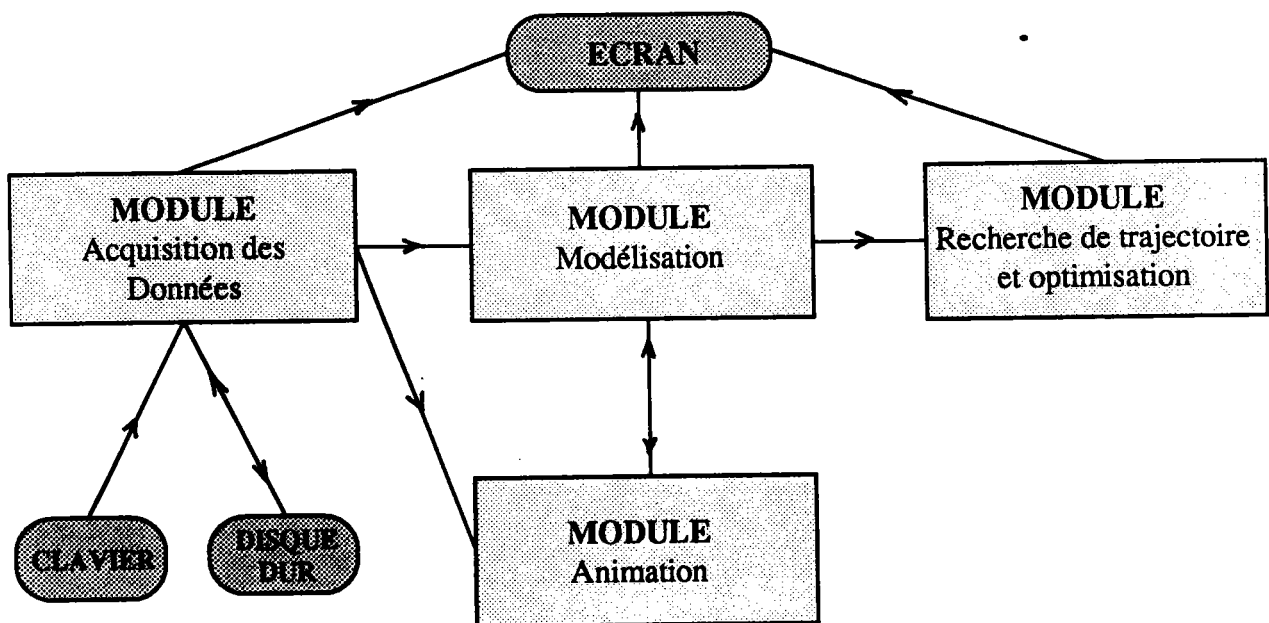 ECRAN
MODULE
Acquisition des
Données
MODULE
Modélisation
MODULE
Recherche de trajectoire
et optimisation
CLAVIER
DISQUE
DUR
MODULE
Animation